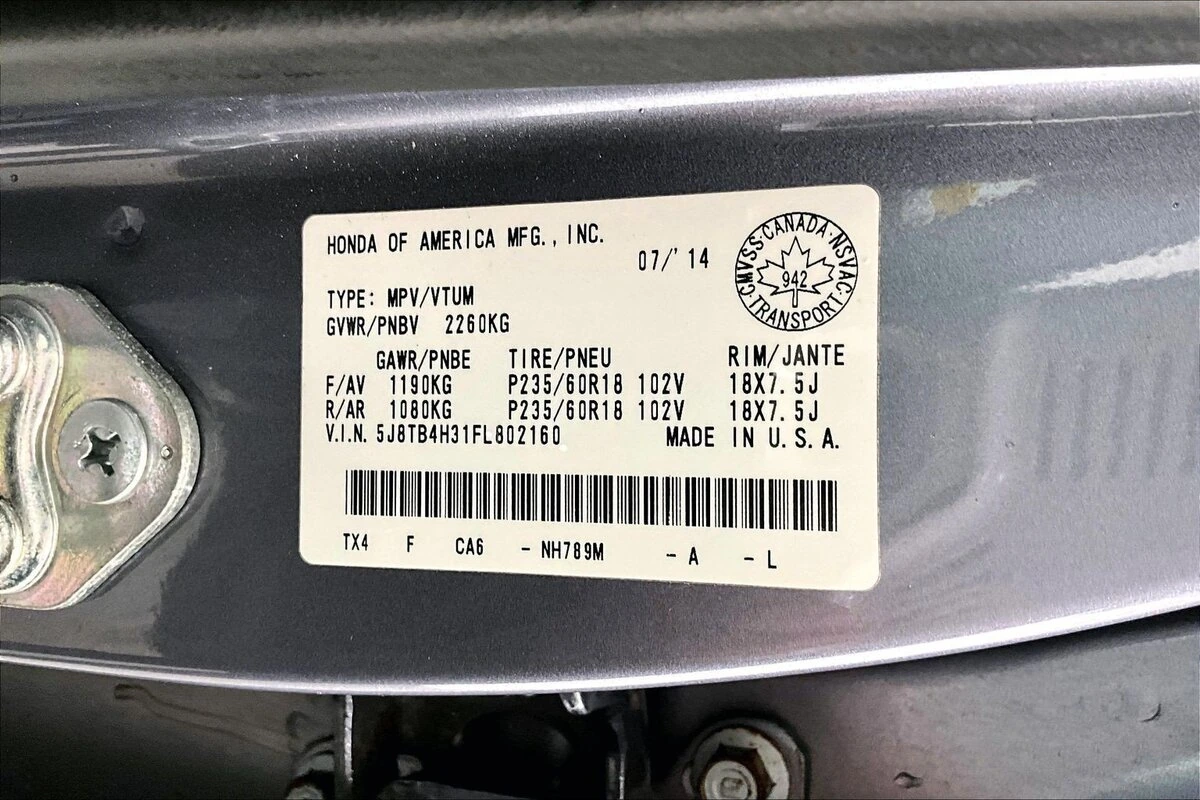 HONDA OF AMERICA MFG., INC.
07/'14
CMVSS·CANADA·NSVAC·TRANSPORT·
942
TYPE: MPV/VTUM
GVWR/PNBV 2260KG
GAWR/PNBE TIRE/PNEU RIM/JANTE
F/AV 1190KG P235/60R18 102V 18X7.5J
R/AR 1080KG P235/60R18 102V 18X7.5J
V.I.N. 5J8TB4H31FL802160 MADE IN U.S.A.
TX4 F CA6 - NH789M - A - L